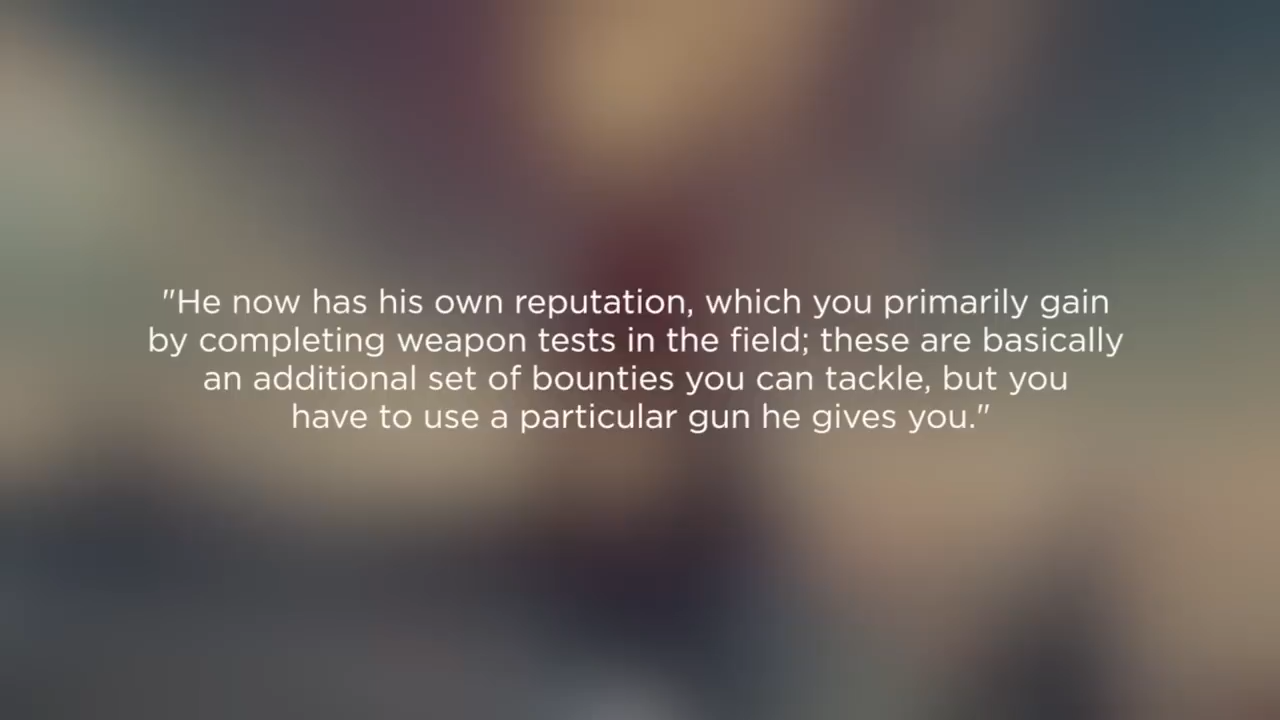 "He now has his own reputation, which you primarily gain
by completing weapon tests in the field; these are basically
an additional set of bounties you can tackle, but you
have to use a particular gun he gives you."